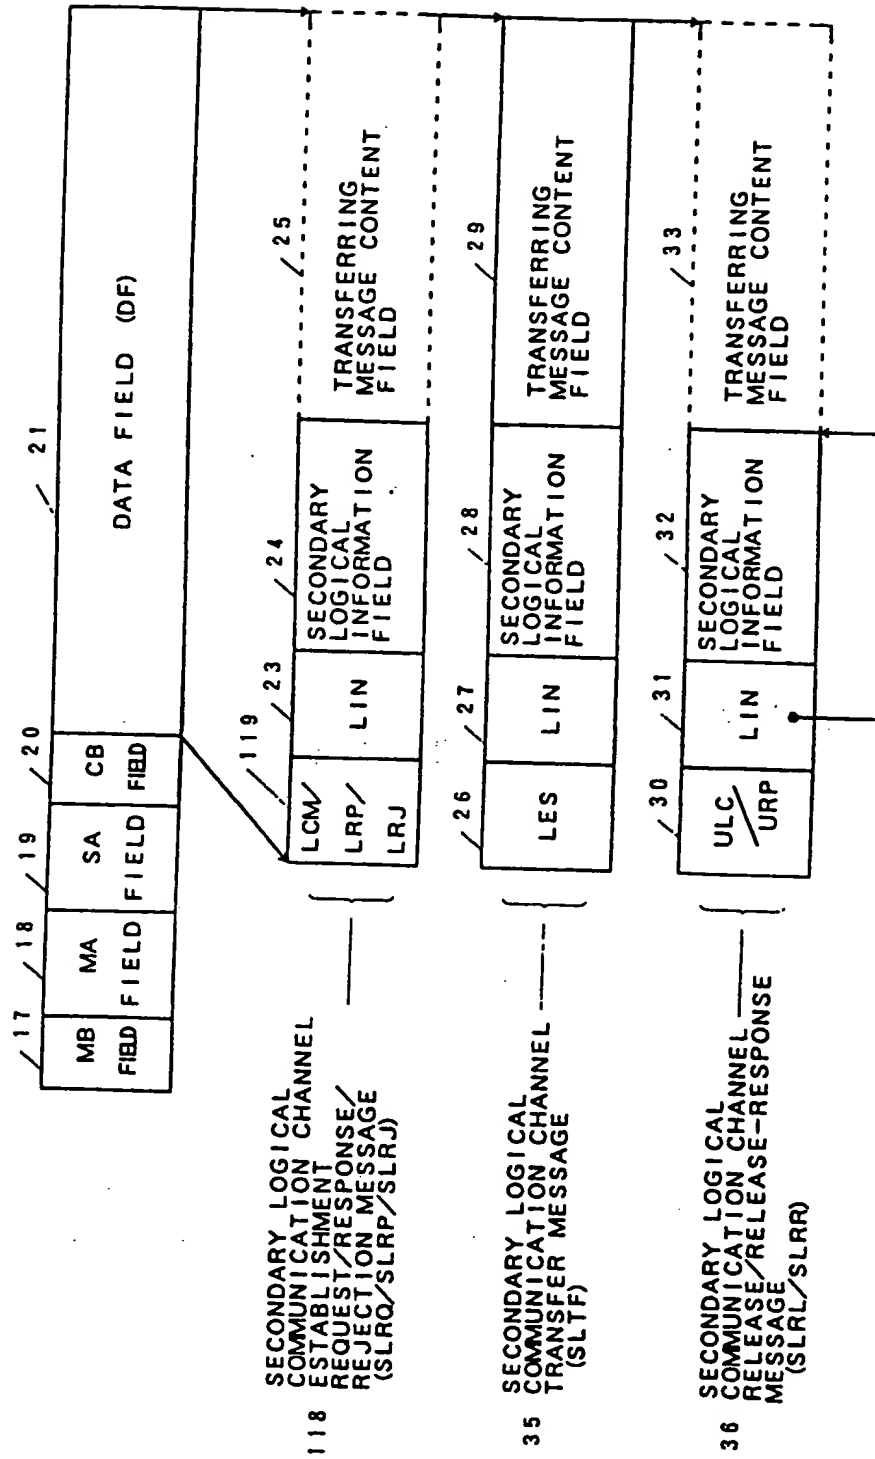 17
18
19
20
21
MB
FIELD
MA
FIELD
SA
FIELD
CB
FIELD
DATA FIELD (DF)
118
SECONDARY LOGICAL
COMMUNICATION CHANNEL
ESTABLISHMENT
REQUEST/RESPONSE/
REJECTION MESSAGE
(SLRQ/SLRP/SLRJ)
119
23
24
25
LCM/
LRP/
LRJ
LIN
SECONDARY
LOGICAL
INFORMATION
FIELD
TRANSFERRING
MESSAGE CONTENT
FIELD
35
SECONDARY LOGICAL
COMMUNICATION CHANNEL
TRANSFER MESSAGE
(SLTF)
26
27
28
29
LES
LIN
SECONDARY
LOGICAL
INFORMATION
FIELD
TRANSFERRING
MESSAGE CONTENT
FIELD
36
SECONDARY LOGICAL
COMMUNICATION CHANNEL
RELEASE/RELEASE-RESPONSE
MESSAGE
(SLRL/SLRR)
30
31
32
33
ULC/
URP
LIN
SECONDARY
LOGICAL
INFORMATION
FIELD
TRANSFERRING
MESSAGE CONTENT
FIELD